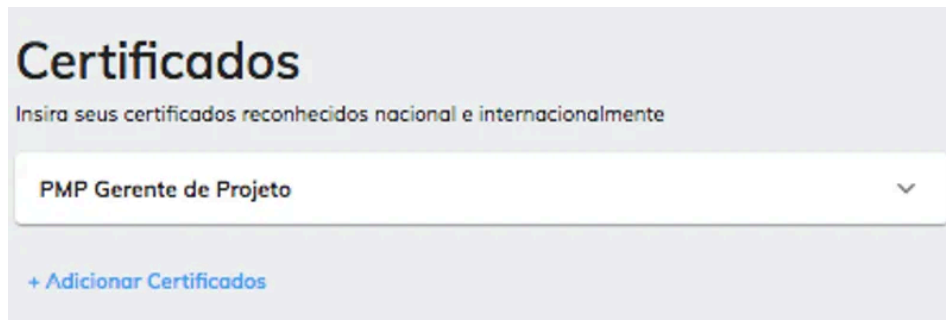 Certificados
Insira seus certificados reconhecidos nacional e internacionalmente
PMP Gerente de Projeto
+ Adicionar Certificados